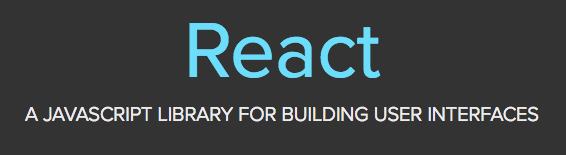 React
A JAVASCRIPT LIBRARY FOR BUILDING USER INTERFACES